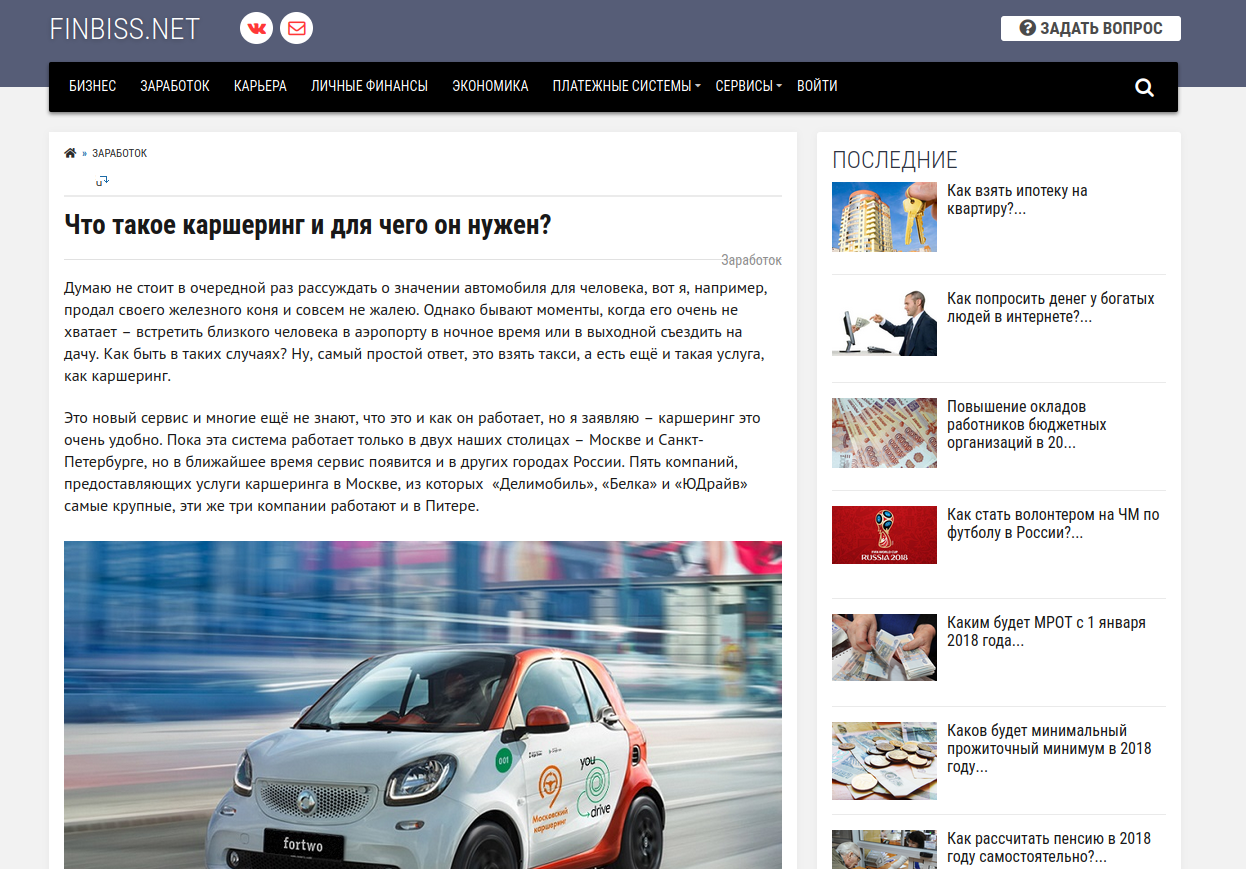 FINBISS.NET
ЗАДАТЬ ВОПРОС
БИЗНЕС ЗАРАБОТОК КАРЬЕРА ЛИЧНЫЕ ФИНАНСЫ ЭКОНОМИКА ПЛАТЕЖНЫЕ СИСТЕМЫ СЕРВИСЫ ВОЙТИ
» ЗАРАБОТОК
Что такое каршеринг и для чего он нужен?
Заработок
Думаю не стоит в очередной раз рассуждать о значении автомобиля для человека, вот я, например,
продал своего железного коня и совсем не жалею. Однако бывают моменты, когда его очень не
хватает – встретить близкого человека в аэропорту в ночное время или в выходной съездить на
дачу. Как быть в таких случаях? Ну, самый простой ответ, это взять такси, а есть ещё и такая услуга,
как каршеринг.
Это новый сервис и многие ещё не знают, что это и как он работает, но я заявляю – каршеринг это
очень удобно. Пока эта система работает только в двух наших столицах – Москве и Санкт-
Петербурге, но в ближайшее время сервис появится и в других городах России. Пять компаний,
предоставляющих услуги каршеринга в Москве, из которых  «Делимобиль», «Белка» и «ЮДрайв»
самые крупные, эти же три компании работают и в Питере.
001
you
drive
Московский
каршеринг
fortwo
ПОСЛЕДНИЕ
Как взять ипотеку на
квартиру?...
Как попросить денег у богатых
людей в интернете?...
Повышение окладов
работников бюджетных
организаций в 20...
Как стать волонтером на ЧМ по
футболу в России?...
FIFA WORLD CUP
RUSSIA 2018
Каким будет МРОТ с 1 января
2018 года...
Каков будет минимальный
прожиточный минимум в 2018
году...
Как рассчитать пенсию в 2018
году самостоятельно?...